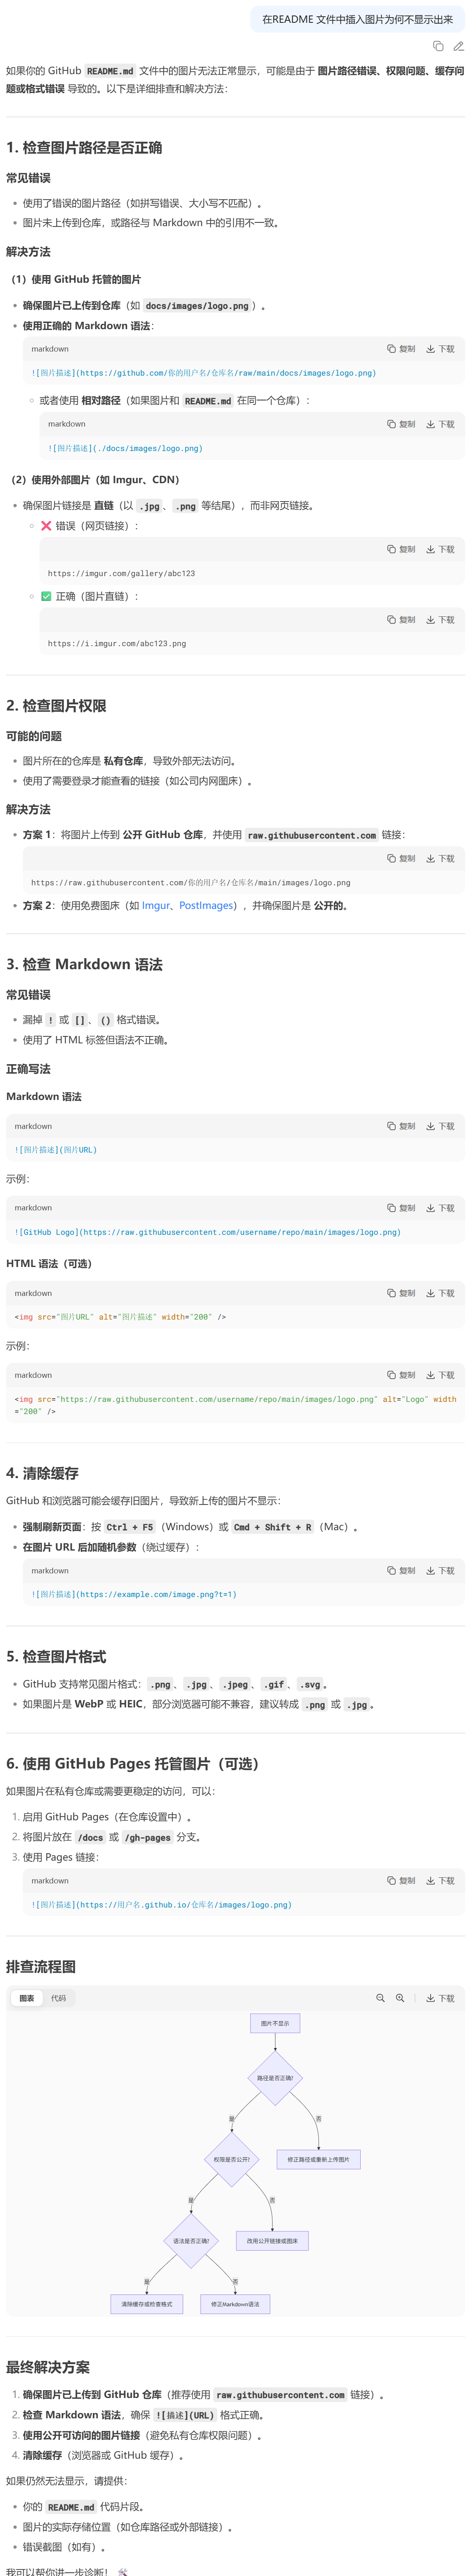 在README 文件中插入图片为何不显示出来
如果你的 GitHub README.md 文件中的图片无法正常显示，可能是由于 图片路径错误、权限问题、缓存问
题或格式错误 导致的。以下是详细排查和解决方法：
1. 检查图片路径是否正确
常见错误
使用了错误的图片路径（如拼写错误、大小写不匹配）。
图片未上传到仓库，或路径与 Markdown 中的引用不一致。
解决方法
（1）使用 GitHub 托管的图片
确保图片已上传到仓库（如 docs/images/logo.png）。
使用正确的 Markdown 语法：
markdown 复制 下载
![图片描述](https://github.com/你的用户名/仓库名/raw/main/docs/images/logo.png)
或者使用 相对路径（如果图片和 README.md 在同一个仓库）：
markdown 复制 下载
![图片描述](./docs/images/logo.png)
（2）使用外部图片（如 Imgur、CDN）
确保图片链接是 直链（以 .jpg、.png 等结尾），而非网页链接。
❌ 错误（网页链接）：
复制 下载
https://imgur.com/gallery/abc123
✅ 正确（图片直链）：
复制 下载
https://i.imgur.com/abc123.png
2. 检查图片权限
可能的问题
图片所在的仓库是 私有仓库，导致外部无法访问。
使用了需要登录才能查看的链接（如公司内网图床）。
解决方法
方案 1：将图片上传到 公开 GitHub 仓库，并使用 raw.githubusercontent.com 链接：
复制 下载
https://raw.githubusercontent.com/你的用户名/仓库名/main/images/logo.png
方案 2：使用免费图床（如 Imgur、PostImages），并确保图片是 公开的。
3. 检查 Markdown 语法
常见错误
漏掉 ! 或 []、() 格式错误。
使用了 HTML 标签但语法不正确。
正确写法
Markdown 语法
markdown 复制 下载
![图片描述](图片URL)
示例：
markdown 复制 下载
![GitHub Logo](https://raw.githubusercontent.com/username/repo/main/images/logo.png)
HTML 语法（可选）
markdown 复制 下载
<img src="图片URL" alt="图片描述" width="200" />
示例：
markdown 复制 下载
<img src="https://raw.githubusercontent.com/username/repo/main/images/logo.png" alt="Logo" width
="200" />
4. 清除缓存
GitHub 和浏览器可能会缓存旧图片，导致新上传的图片不显示：
强制刷新页面：按 Ctrl + F5（Windows）或 Cmd + Shift + R（Mac）。
在图片 URL 后加随机参数（绕过缓存）：
markdown 复制 下载
![图片描述](https://example.com/image.png?t=1)
5. 检查图片格式
GitHub 支持常见图片格式：.png、.jpg、.jpeg、.gif、.svg。
如果图片是 WebP 或 HEIC，部分浏览器可能不兼容，建议转成 .png 或 .jpg。
6. 使用 GitHub Pages 托管图片（可选）
如果图片在私有仓库或需要更稳定的访问，可以：
1. 启用 GitHub Pages（在仓库设置中）。
2. 将图片放在 /docs 或 /gh-pages 分支。
3. 使用 Pages 链接：
markdown 复制 下载
![图片描述](https://用户名.github.io/仓库名/images/logo.png)
排查流程图
图表 代码 下载
图片不显示
路径是否正确?
是 否
权限是否公开? 修正路径或重新上传图片
是 否
语法是否正确? 改用公开链接或图床
是 否
清除缓存或检查格式 修正Markdown语法
最终解决方案
1. 确保图片已上传到 GitHub 仓库（推荐使用 raw.githubusercontent.com 链接）。
2. 检查 Markdown 语法，确保 ![描述](URL) 格式正确。
3. 使用公开可访问的图片链接（避免私有仓库权限问题）。
4. 清除缓存（浏览器或 GitHub 缓存）。
如果仍然无法显示，请提供：
你的 README.md 代码片段。
图片的实际存储位置（如仓库路径或外部链接）。
错误截图（如有）。
我可以帮你进一步诊断！